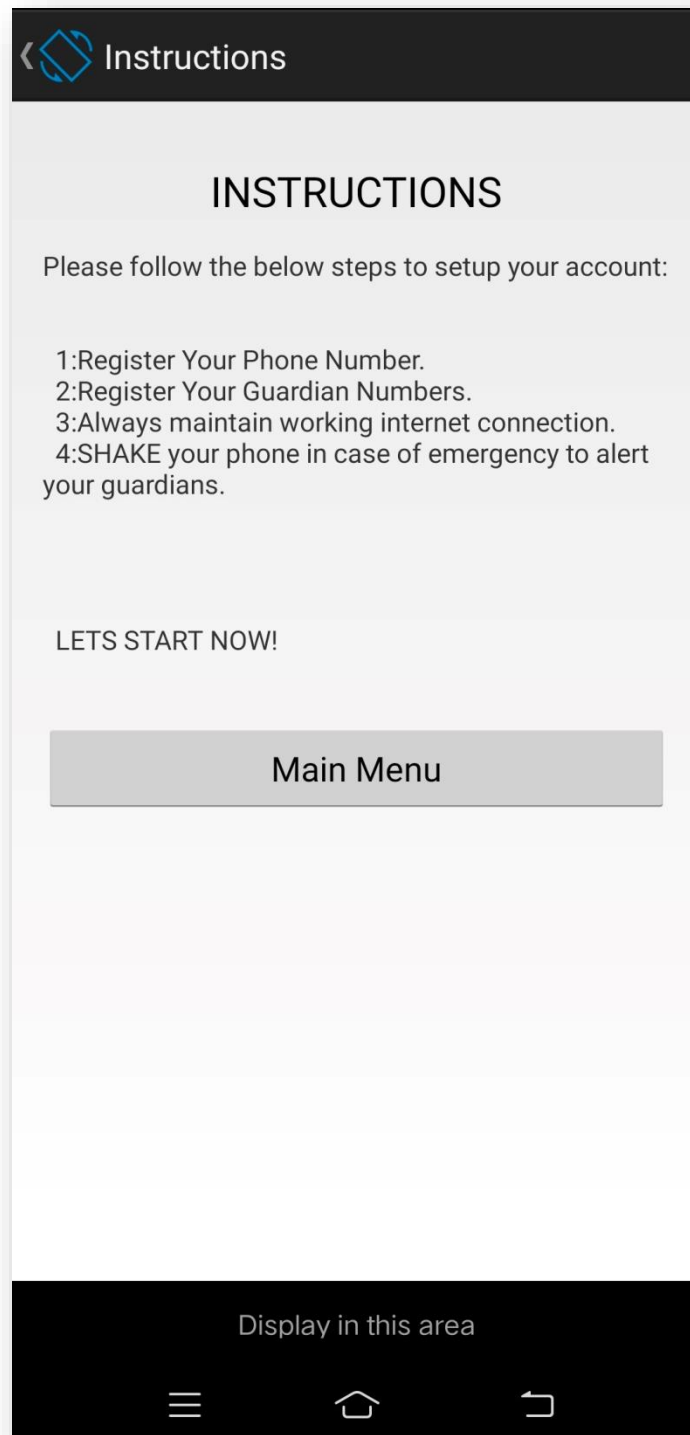 Instructions
INSTRUCTIONS
Please follow the below steps to setup your account:
1:Register Your Phone Number.
2:Register Your Guardian Numbers.
3:Always maintain working internet connection.
4:SHAKE your phone in case of emergency to alert
your guardians.
LETS START NOW!
Main Menu
Display in this area